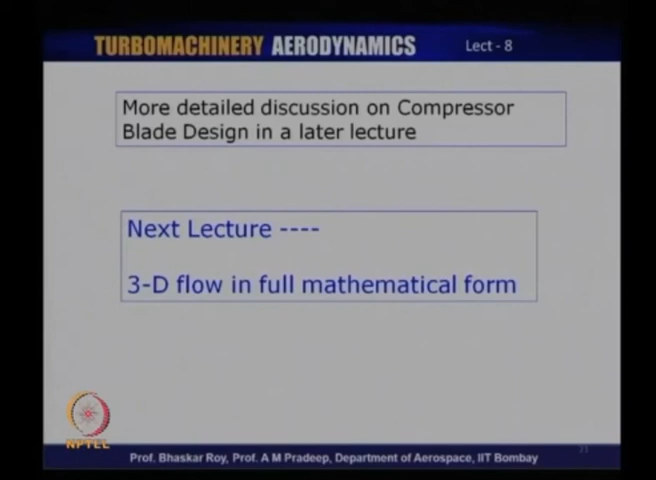 TURBOMACHINERY AERODYNAMICS Lect - 8
More detailed discussion on Compressor
Blade Design in a later lecture
Next Lecture ----
3-D flow in full mathematical form
NPTEL
Prof. Bhaskar Roy, Prof. A M Pradeep, Department of Aerospace, IIT Bombay
21